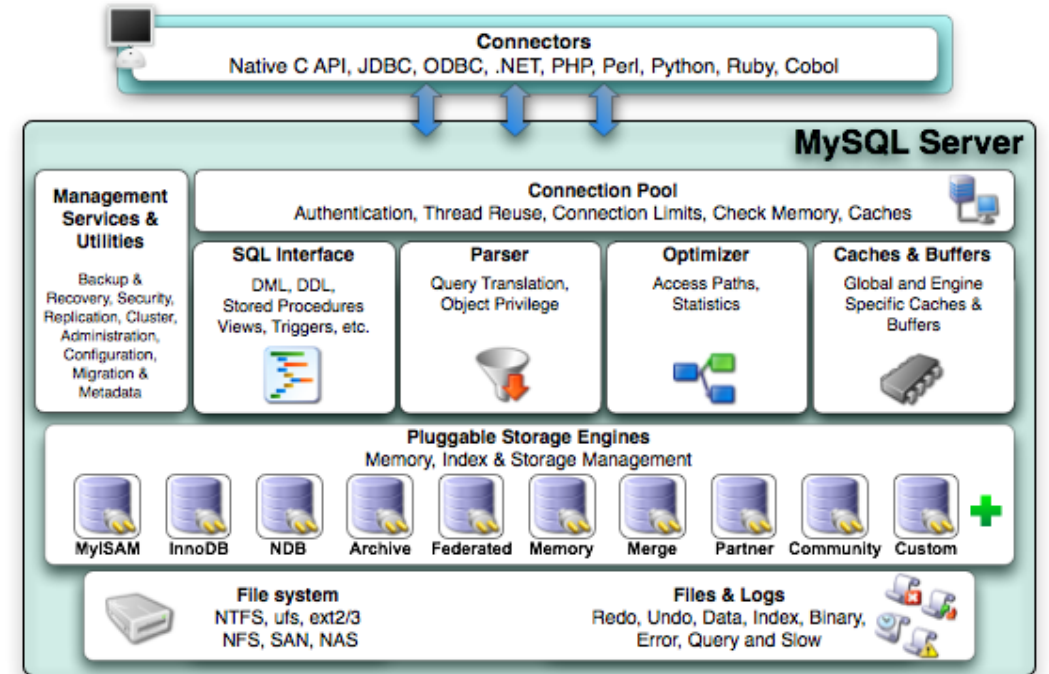 Connectors
Native C API, JDBC, ODBC, .NET, PHP, Perl, Python, Ruby, Cobol
MySQL Server
Management
Services &
Utilities
Backup &
Recovery, Security,
Replication, Cluster,
Administration,
Configuration,
Migration &
Metadata
Connection Pool
Authentication, Thread Reuse, Connection Limits, Check Memory, Caches
SQL Interface
DML, DDL,
Stored Procedures
Views, Triggers, etc.
Parser
Query Translation,
Object Privilege
Optimizer
Access Paths,
Statistics
Caches & Buffers
Global and Engine
Specific Caches &
Buffers
Pluggable Storage Engines
Memory, Index & Storage Management
MyISAM
InnoDB
NDB
Archive
Federated
Memory
Merge
Partner
Community
Custom
File system
NTFS, ufs, ext2/3
NFS, SAN, NAS
Files & Logs
Redo, Undo, Data, Index, Binary,
Error, Query and Slow